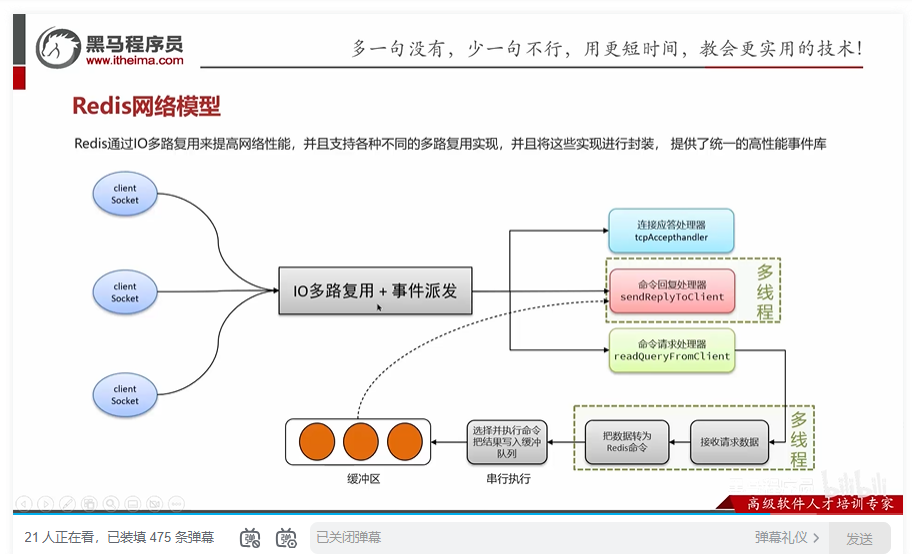 黑马程序员
www.itheima.com
多一句没有，少一句不行，用更短时间，教会更实用的技术！
Redis网络模型
Redis通过IO多路复用来提高网络性能，并且支持各种不同的多路复用实现，并且将这些实现进行封装， 提供了统一的高性能事件库
client
Socket
client
Socket
client
Socket
IO多路复用 + 事件派发
连接应答处理器
tcpAccepthandler
命令回复处理器
sendReplyToClient
多
线
程
命令请求处理器
readQueryFromClient
缓冲区
选择并执行命令
把结果写入缓冲
队列
串行执行
把数据转为
Redis命令
接收请求数据
多
线
程
bilibili
高级软件人才培训专家
21 人正在看，已装填 475 条弹幕
已关闭弹幕
弹幕礼仪
发送